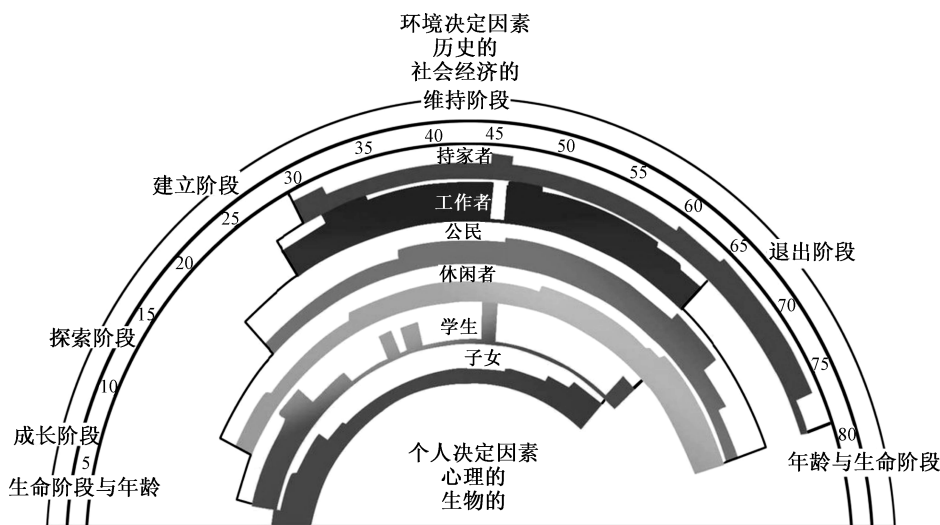 环境决定因素
历史的
社会经济的
维持阶段
40
45
35
50
持家者
55
30
建立阶段
工作者
60
25
公民
65
退出阶段
20
休闲者
70
15
学生
探索阶段
子女
75
10
成长阶段
80
个人决定因素
5
年龄与生命阶段
心理的
生命阶段与年龄
生物的